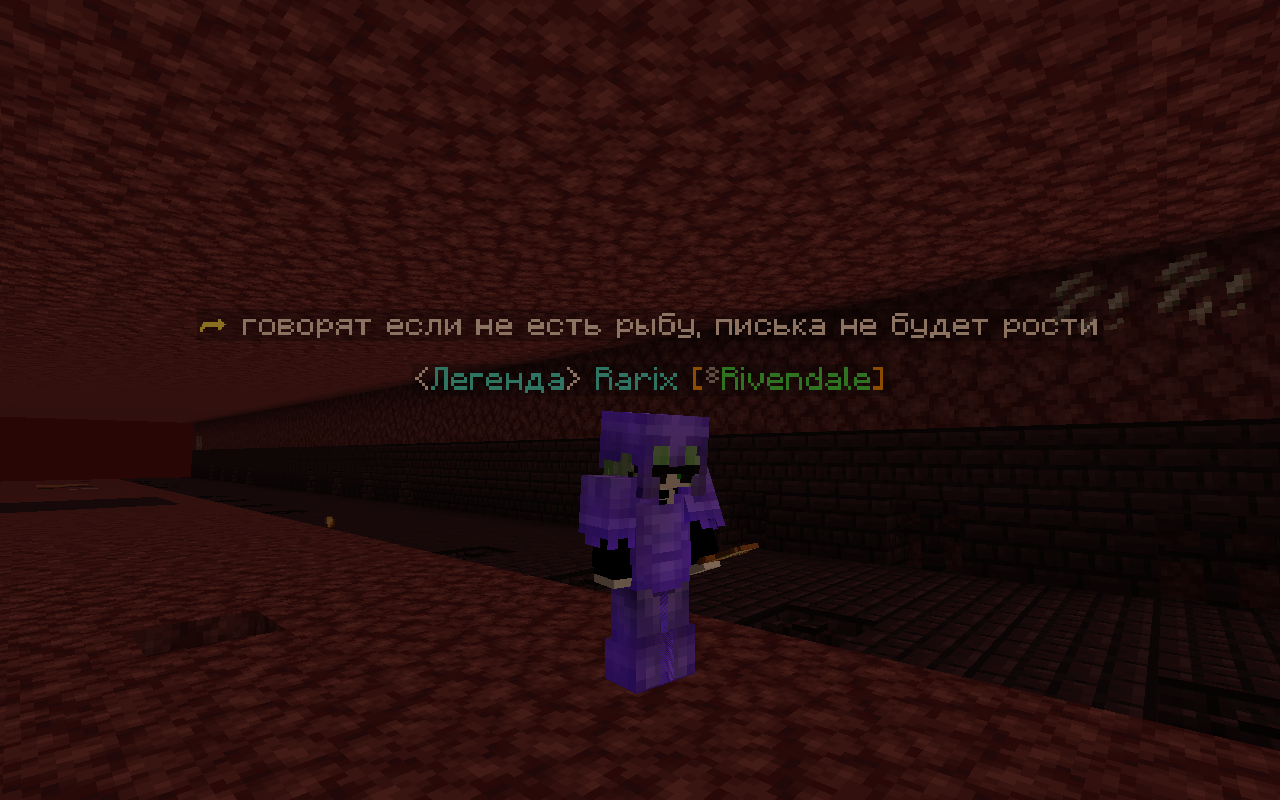 говорят если не есть рыбу, писька не будет рости
<Легенда> Rarix [Rivendale]